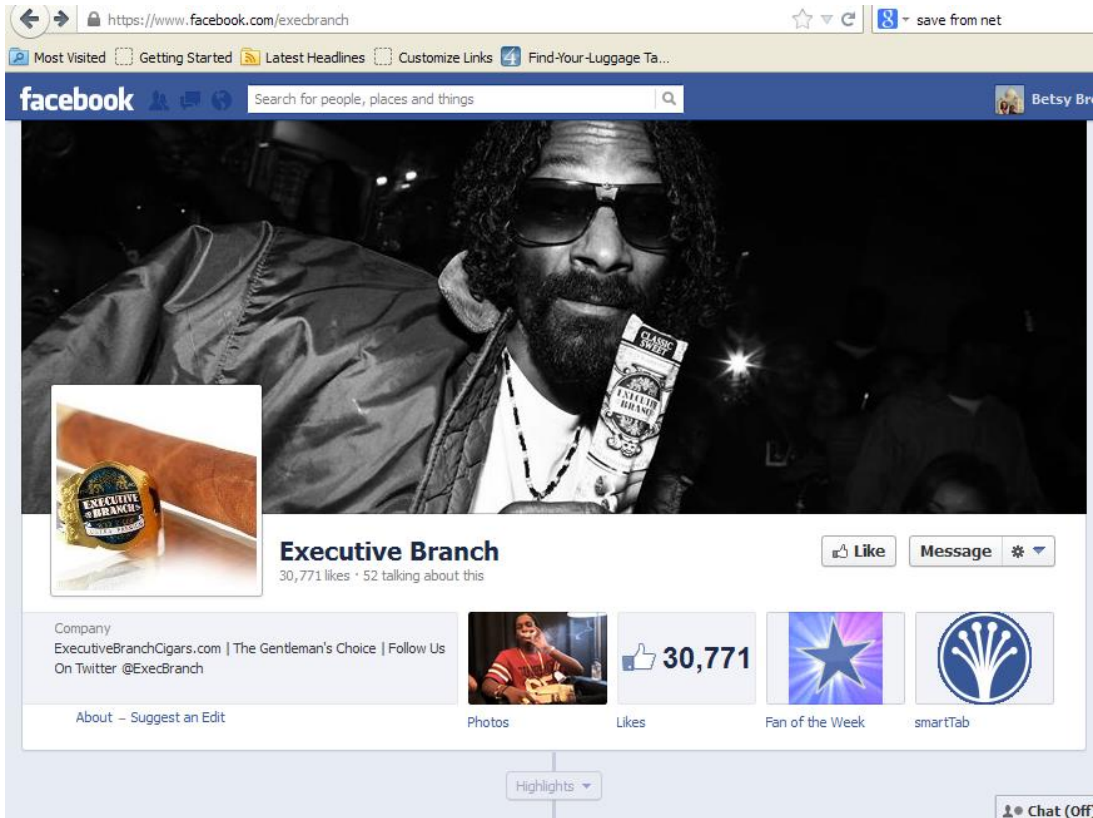 https://www.facebook.com/execbranch
8 save from net
Most Visited Getting Started Latest Headlines Customize Links 4 Find-Your-Luggage Ta...
facebook Search for people, places and things Betsy Bro
CLASSIC
SWEET
EXECUTIVE
BRANCH
EXECUTIVE
BRANCH
Executive Branch
Like Message
30,771 likes · 52 talking about this
Company
ExecutiveBranchCigars.com | The Gentleman's Choice | Follow Us
On Twitter @ExecBranch
30,771
About – Suggest an Edit
Photos Likes Fan of the Week smartTab
Highlights
Chat (Off)